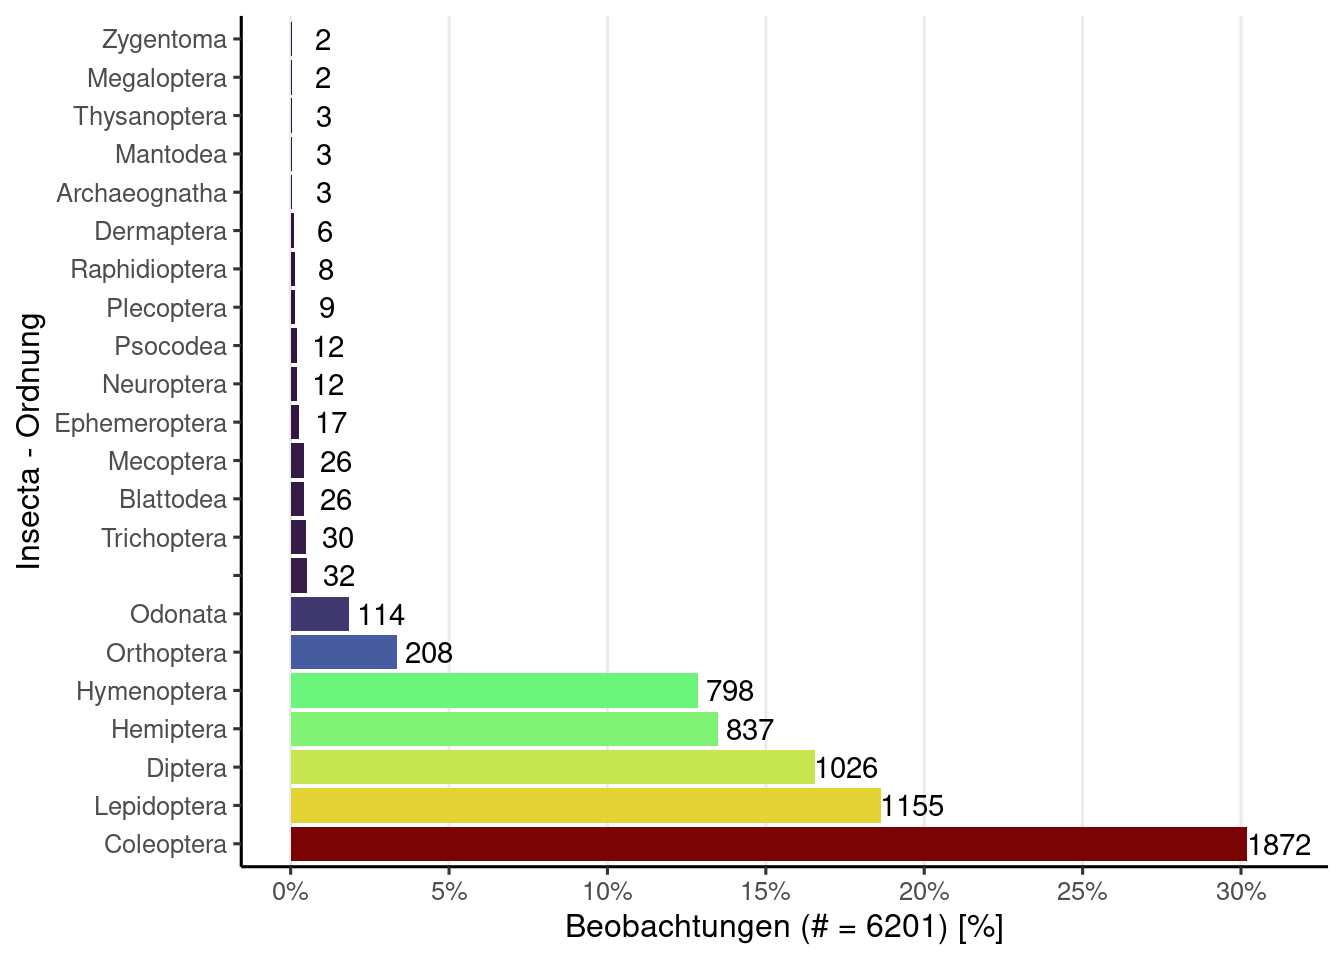 Insecta - Ordnung
Zygentoma 2
Megaloptera 2
Thysanoptera 3
Mantodea 3
Archaeognatha 3
Dermaptera 6
Raphidioptera 8
Plecoptera 9
Psocodea 12
Neuroptera 12
Ephemeroptera 17
Mecoptera 26
Blattodea 26
Trichoptera 30
32
Odonata 114
Orthoptera 208
Hymenoptera 798
Hemiptera 837
Diptera 1026
Lepidoptera 1155
Coleoptera 1872
0% 5% 10% 15% 20% 25% 30%
Beobachtungen (# = 6201) [%]